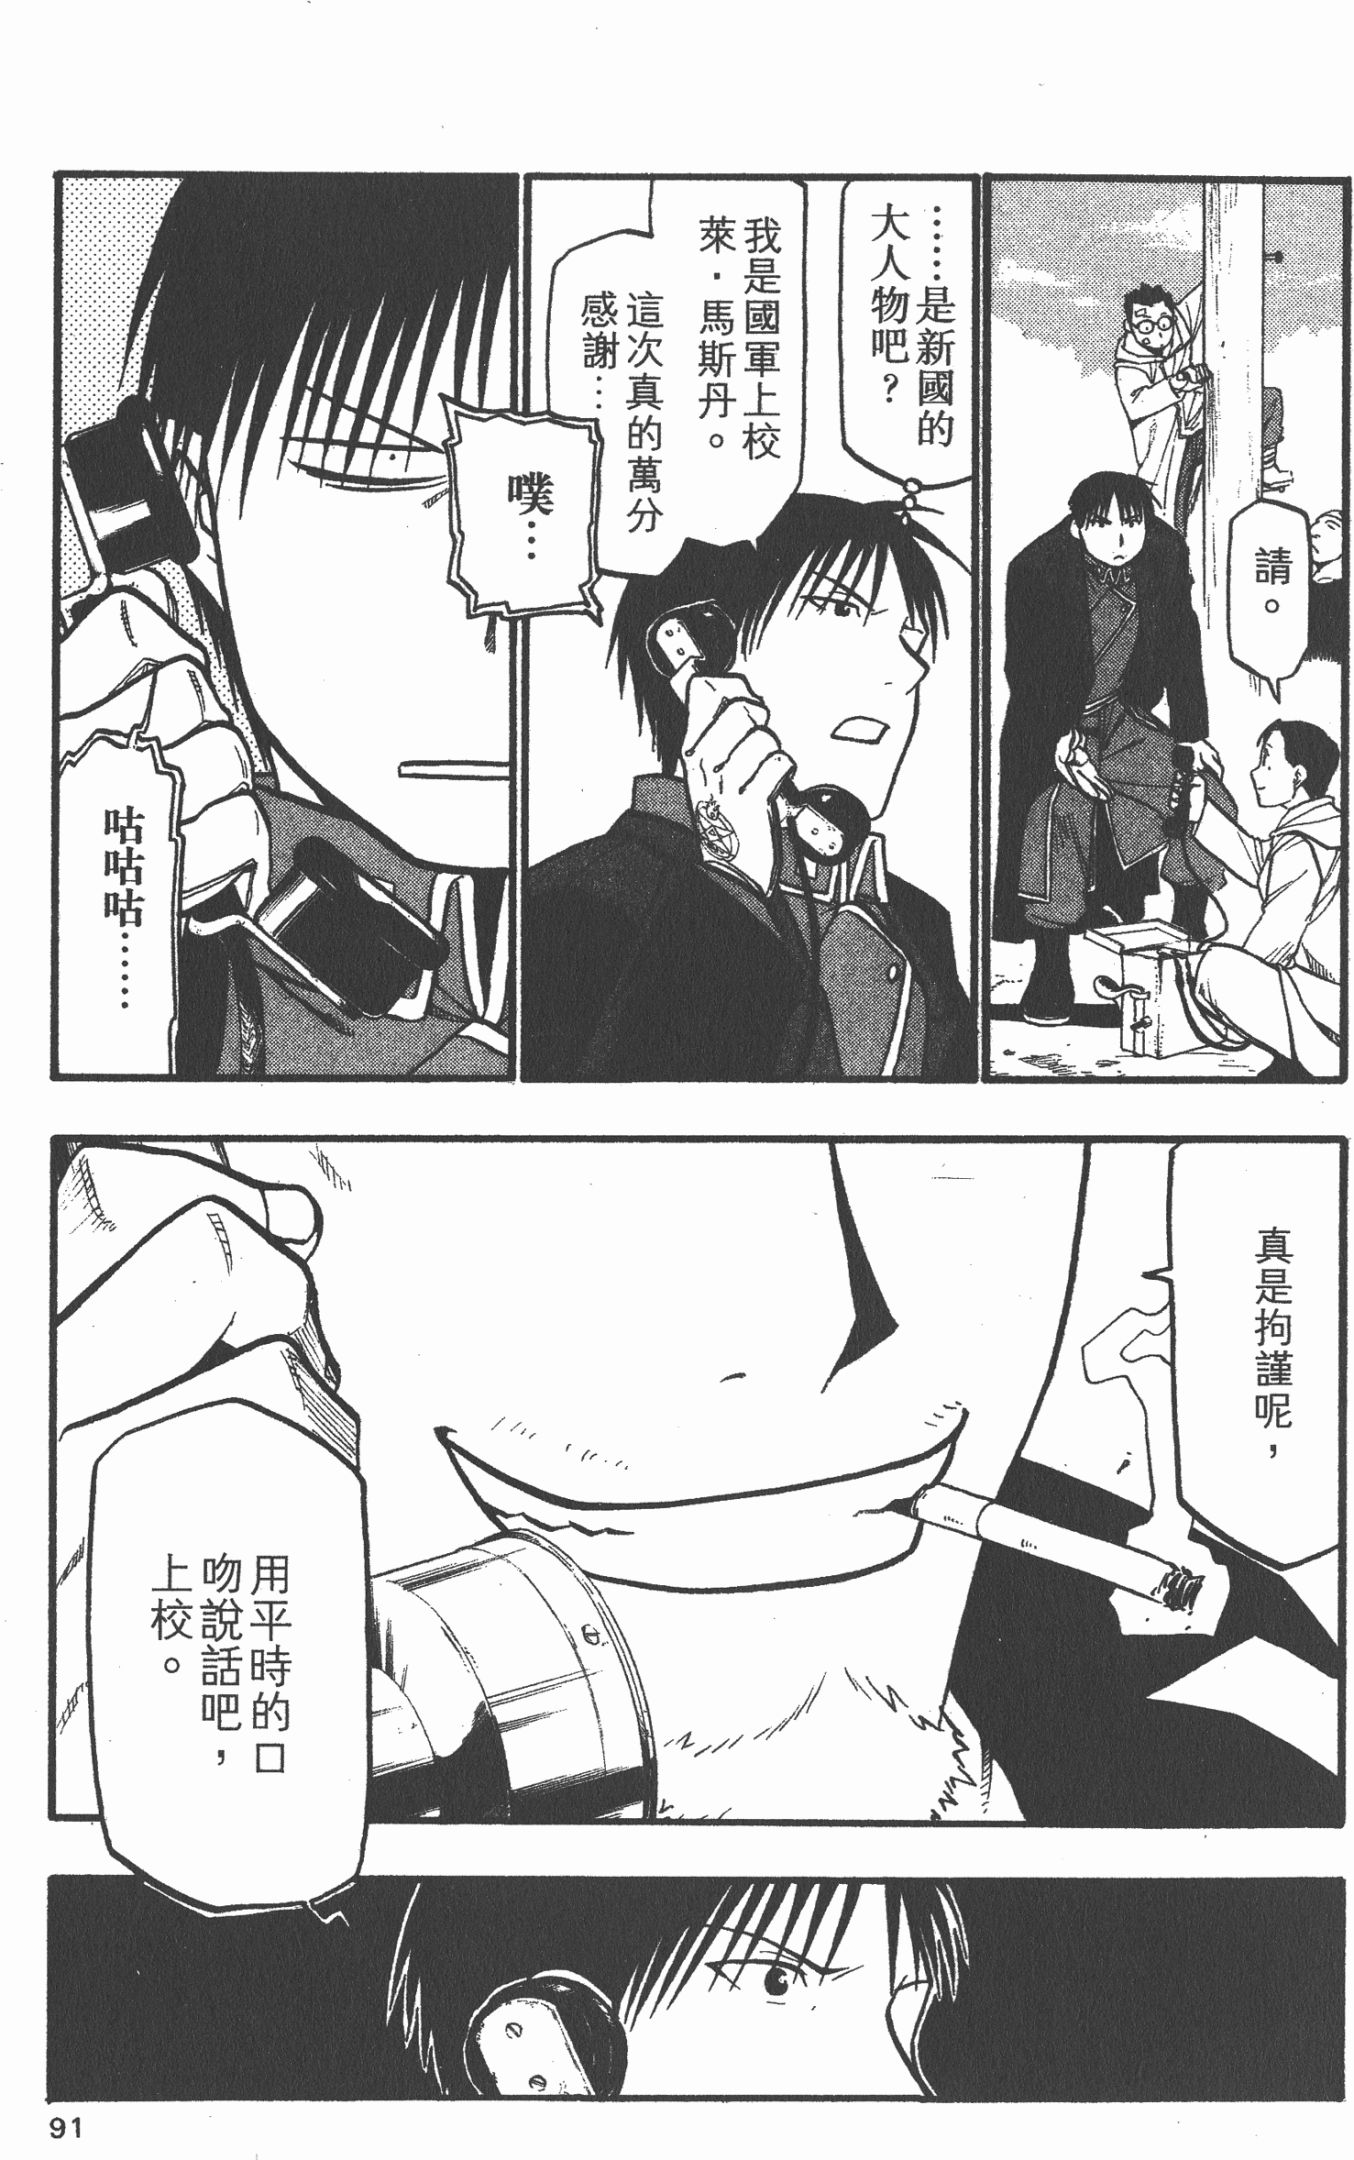 請。
……是新國的
大人物吧?
我是國軍上校
萊．馬斯丹。
這次真的萬分
感謝…
噗…
咕咕咕……
真是拘謹呢，
用平時的口
吻說話吧，
上校。
91